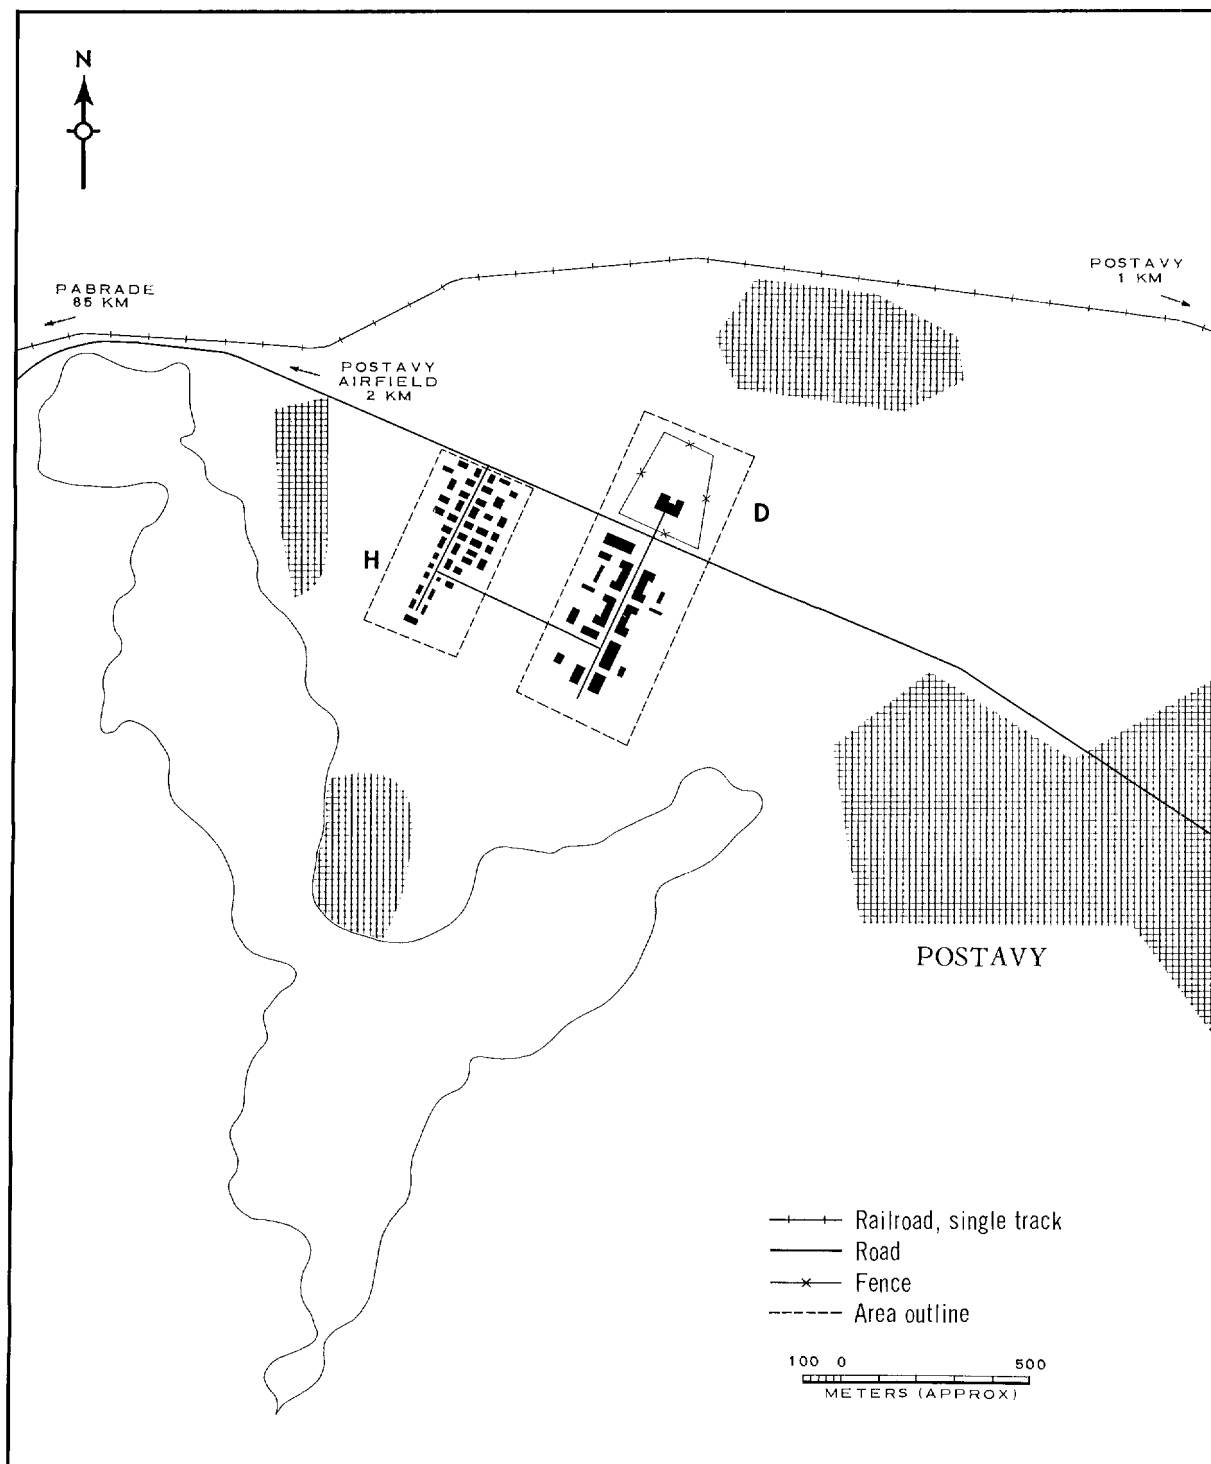 N
POSTAVY
1 KM
PABRADE
85 KM
POSTAVY
AIRFIELD
2 KM
D
H
POSTAVY
Railroad, single track
Road
Fence
Area outline
100 0 500
METERS (APPROX)